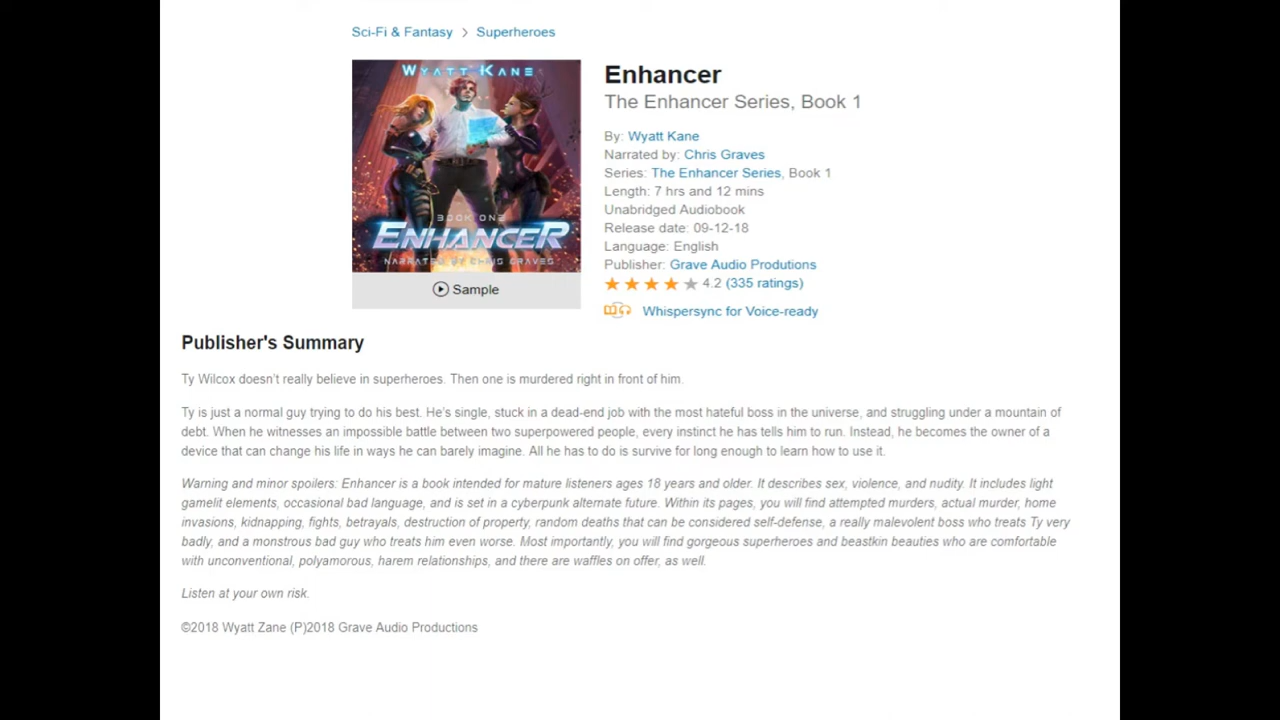 Sci-Fi & Fantasy > Superheroes
WYATT KANE
BOOK ONE
ENHANCER
NARRATED BY CHRIS GRAVES
Sample
Enhancer
The Enhancer Series, Book 1
By: Wyatt Kane
Narrated by: Chris Graves
Series: The Enhancer Series, Book 1
Length: 7 hrs and 12 mins
Unabridged Audiobook
Release date: 09-12-18
Language: English
Publisher: Grave Audio Produtions
4.2 (335 ratings)
Whispersync for Voice-ready
Publisher's Summary
Ty Wilcox doesn't really believe in superheroes. Then one is murdered right in front of him.
Ty is just a normal guy trying to do his best. He's single, stuck in a dead-end job with the most hateful boss in the universe, and struggling under a mountain of
debt. When he witnesses an impossible battle between two superpowered people, every instinct he has tells him to run. Instead, he becomes the owner of a
device that can change his life in ways he can barely imagine. All he has to do is survive for long enough to learn how to use it.
Warning and minor spoilers: Enhancer is a book intended for mature listeners ages 18 years and older. It describes sex, violence, and nudity. It includes light
gamelit elements, occasional bad language, and is set in a cyberpunk alternate future. Within its pages, you will find attempted murders, actual murder, home
invasions, kidnapping, fights, betrayals, destruction of property, random deaths that can be considered self-defense, a really malevolent boss who treats Ty very
badly, and a monstrous bad guy who treats him even worse. Most importantly, you will find gorgeous superheroes and beastkin beauties who are comfortable
with unconventional, polyamorous, harem relationships, and there are waffles on offer, as well.
Listen at your own risk.
©2018 Wyatt Zane (P)2018 Grave Audio Productions